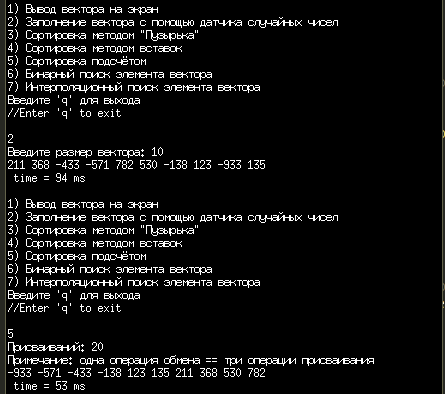 1) Вывод вектора на экран
2) Заполнение вектора с помощью датчика случайных чисел
3) Сортировка методом "Пузырька"
4) Сортировка методом вставок
5) Сортировка подсчётом
6) Бинарный поиск элемента вектора
7) Интерполяционный поиск элемента вектора
Введите 'q' для выхода
//Enter 'q' to exit
2
Введите размер вектора: 10
211 368 -433 -571 782 530 -138 123 -933 135
time = 94 ms
1) Вывод вектора на экран
2) Заполнение вектора с помощью датчика случайных чисел
3) Сортировка методом "Пузырька"
4) Сортировка методом вставок
5) Сортировка подсчётом
6) Бинарный поиск элемента вектора
7) Интерполяционный поиск элемента вектора
Введите 'q' для выхода
//Enter 'q' to exit
5
Присваиваний: 20
Примечание: одна операция обмена == три операции присваивания
-933 -571 -433 -138 123 135 211 368 530 782
time = 53 ms